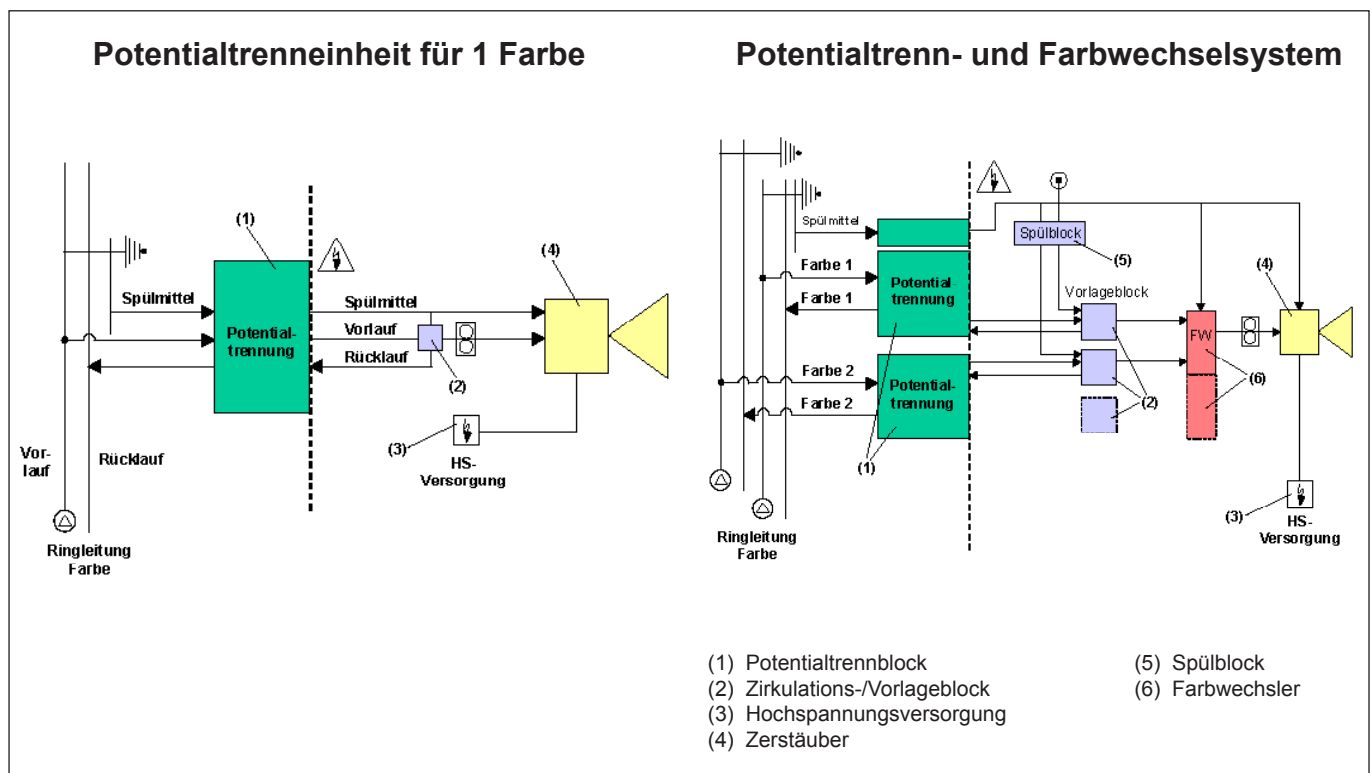 Potentialtrenneinheit für 1 Farbe
(1)
(4)
Spülmittel
Spülmittel
Potential-
trennung
Vorlauf
Rücklauf
(2)
(3)
HS-
Versorgung
Vor-
lauf
Rücklauf
Ringleitung
Farbe
Potentialtrenn- und Farbwechselsystem
Spülmittel
Spülblock
(5)
(4)
Farbe 1
Farbe 1
Potential-
trennung
Vorlageblock
FW
(6)
(2)
Farbe 2
Farbe 2
Potential-
trennung
(1)
(3)
HS-
Versorgung
Ringleitung
Farbe
(1) Potentialtrennblock
(2) Zirkulations-/Vorlageblock
(3) Hochspannungsversorgung
(4) Zerstäuber
(5) Spülblock
(6) Farbwechsler